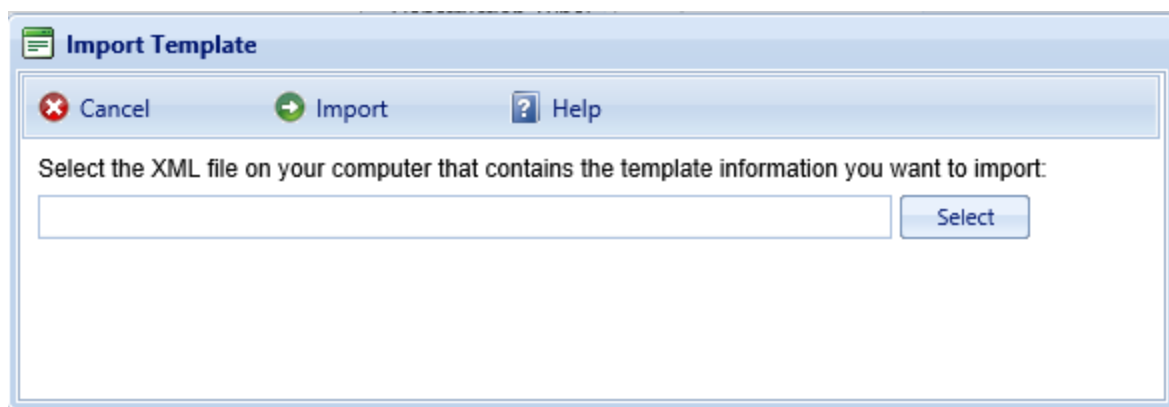 Import Template
Cancel Import Help
Select the XML file on your computer that contains the template information you want to import:
Select